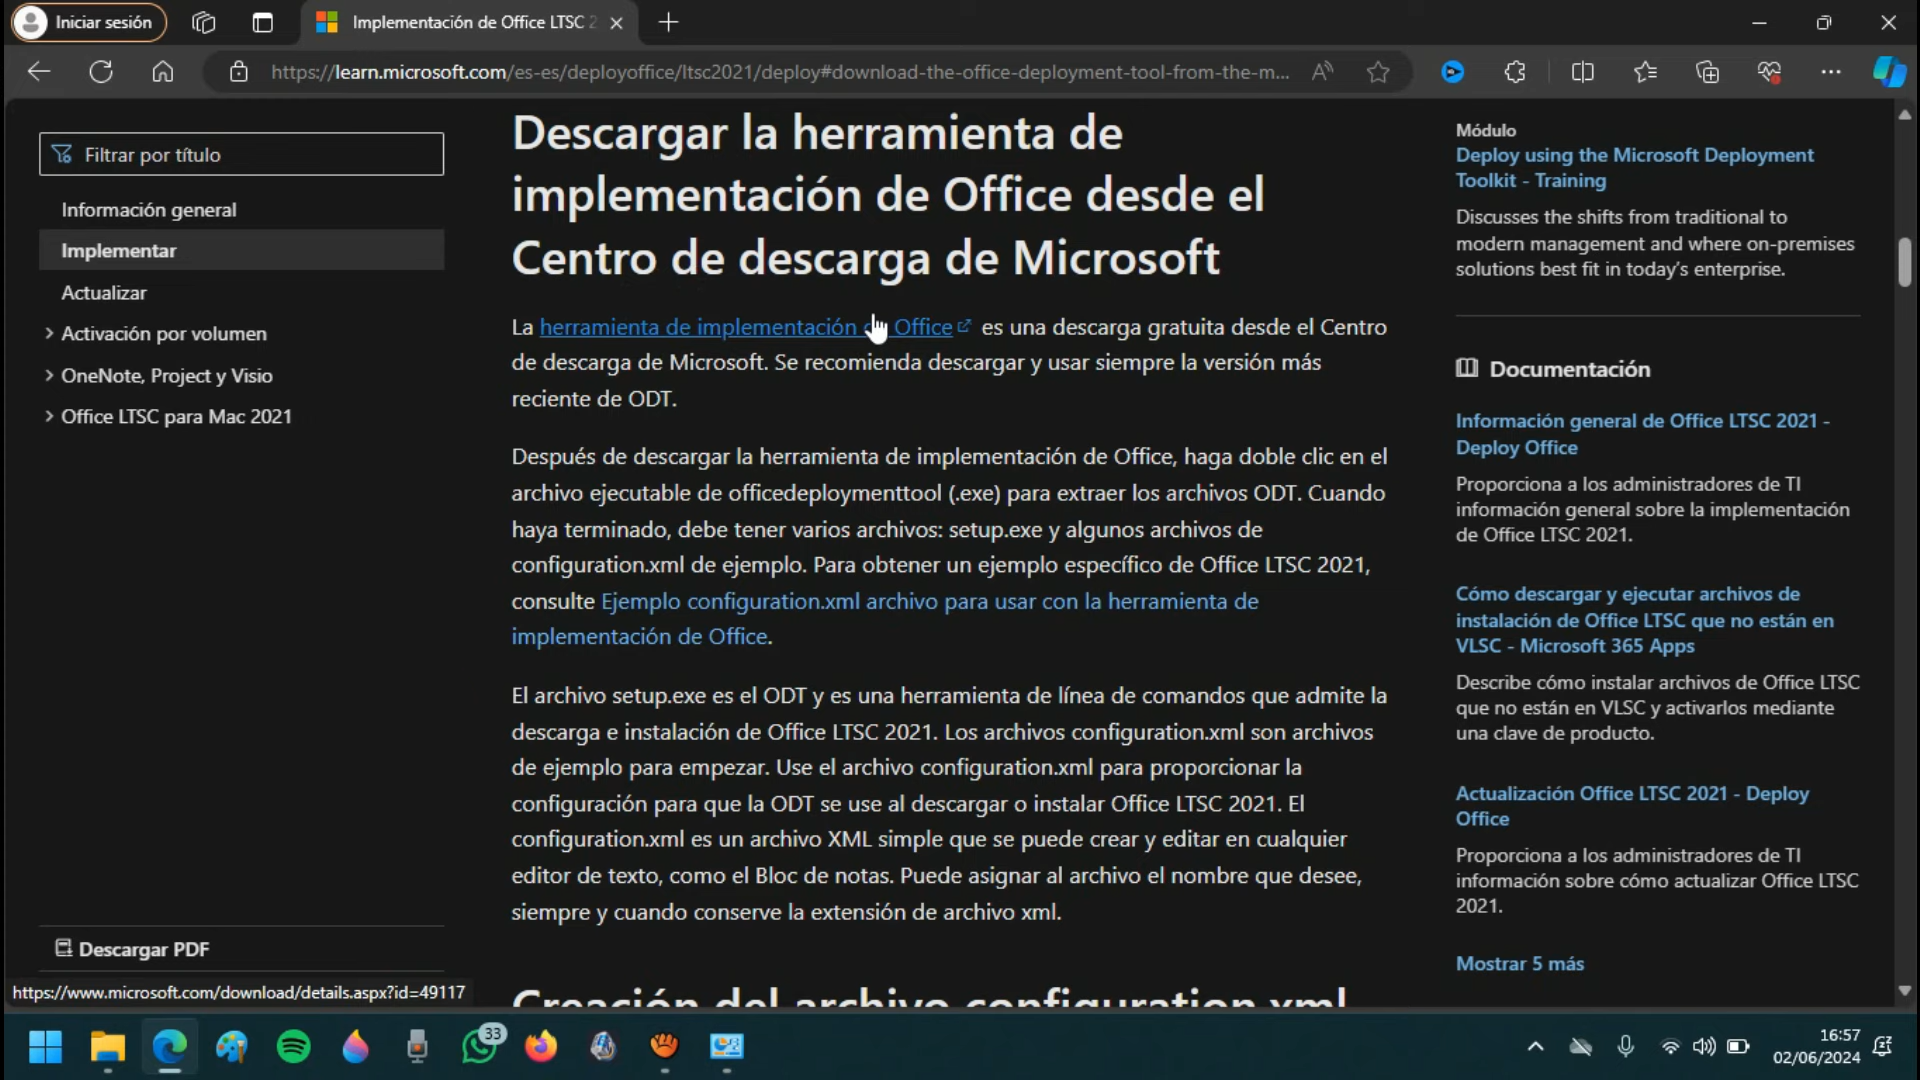 Iniciar sesión
Implementación de Office LTSC 2
https://learn.microsoft.com/es-es/deployoffice/ltsc2021/deploy#download-the-office-deployment-tool-from-the-m...
Filtrar por título
Información general
Implementar
Actualizar
Activación por volumen
OneNote, Project y Visio
Office LTSC para Mac 2021
Descargar PDF
https://www.microsoft.com/download/details.aspx?id=49117
Descargar la herramienta de
implementación de Office desde el
Centro de descarga de Microsoft
La herramienta de implementación de Office es una descarga gratuita desde el Centro
de descarga de Microsoft. Se recomienda descargar y usar siempre la versión más
reciente de ODT.
Después de descargar la herramienta de implementación de Office, haga doble clic en el
archivo ejecutable de officedeploymenttool (.exe) para extraer los archivos ODT. Cuando
haya terminado, debe tener varios archivos: setup.exe y algunos archivos de
configuration.xml de ejemplo. Para obtener un ejemplo específico de Office LTSC 2021,
consulte Ejemplo configuration.xml archivo para usar con la herramienta de
implementación de Office.
El archivo setup.exe es el ODT y es una herramienta de línea de comandos que admite la
descarga e instalación de Office LTSC 2021. Los archivos configuration.xml son archivos
de ejemplo para empezar. Use el archivo configuration.xml para proporcionar la
configuración para que la ODT se use al descargar o instalar Office LTSC 2021. El
configuration.xml es un archivo XML simple que se puede crear y editar en cualquier
editor de texto, como el Bloc de notas. Puede asignar al archivo el nombre que desee,
siempre y cuando conserve la extensión de archivo xml.
Creación del archivo configuration.xml
Módulo
Deploy using the Microsoft Deployment
Toolkit - Training
Discusses the shifts from traditional to
modern management and where on-premises
solutions best fit in today's enterprise.
Documentación
Información general de Office LTSC 2021 -
Deploy Office
Proporciona a los administradores de TI
información general sobre la implementación
de Office LTSC 2021.
Cómo descargar y ejecutar archivos de
instalación de Office LTSC que no están en
VLSC - Microsoft 365 Apps
Describe cómo instalar archivos de Office LTSC
que no están en VLSC y activarlos mediante
una clave de producto.
Actualización Office LTSC 2021 - Deploy
Office
Proporciona a los administradores de TI
información sobre cómo actualizar Office LTSC
2021.
Mostrar 5 más
33
16:57
02/06/2024